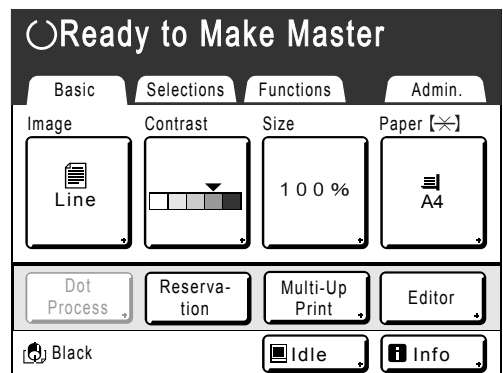 Ready to Make Master
Basic Selections Functions Admin.
Image Contrast Size Paper
Line 100% A4
Dot Process Reserva-tion Multi-Up Print Editor
Black Idle Info